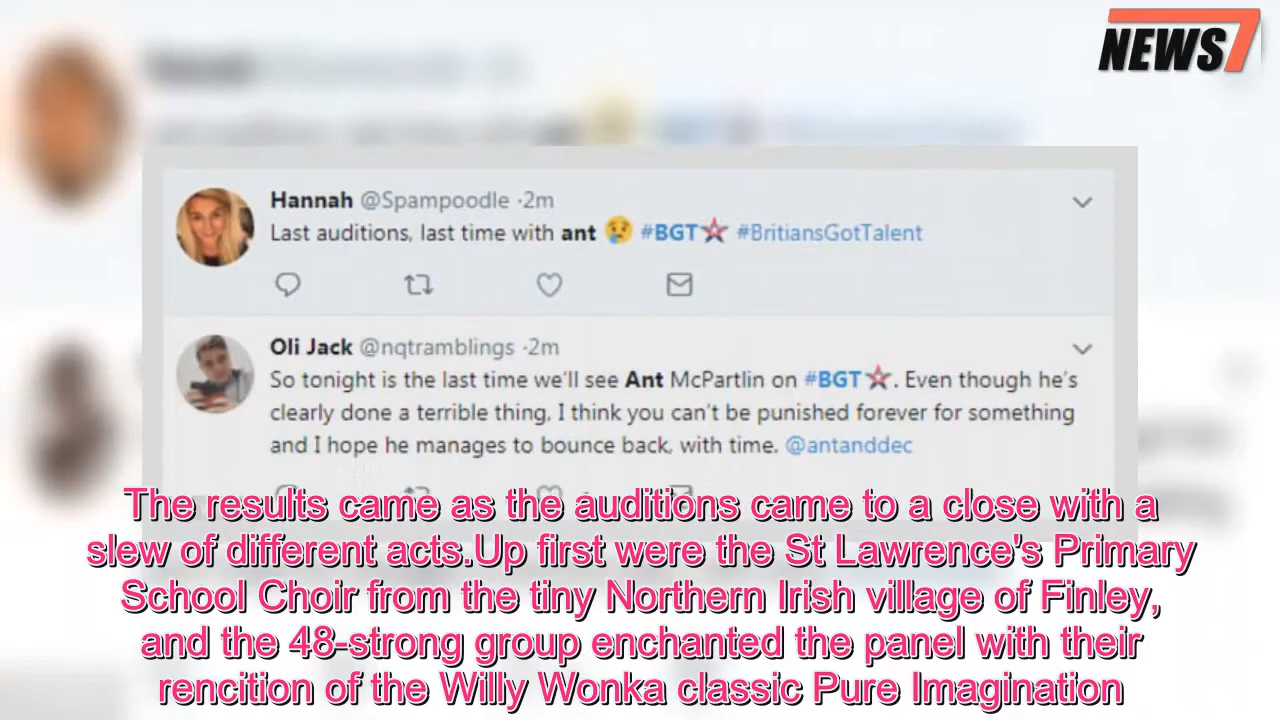 NEWS7
Hannah @Spampoodle ·2m
Last auditions, last time with ant 😢 #BGT #BritiansGotTalent
Oli Jack @nqtramblings ·2m
So tonight is the last time we'll see Ant McPartlin on #BGT. Even though he's
clearly done a terrible thing, I think you can't be punished forever for something
and I hope he manages to bounce back, with time. @antanddec
The results came as the auditions came to a close with a
slew of different acts.Up first were the St Lawrence's Primary
School Choir from the tiny Northern Irish village of Finley,
and the 48-strong group enchanted the panel with their
rencition of the Willy Wonka classic Pure Imagination